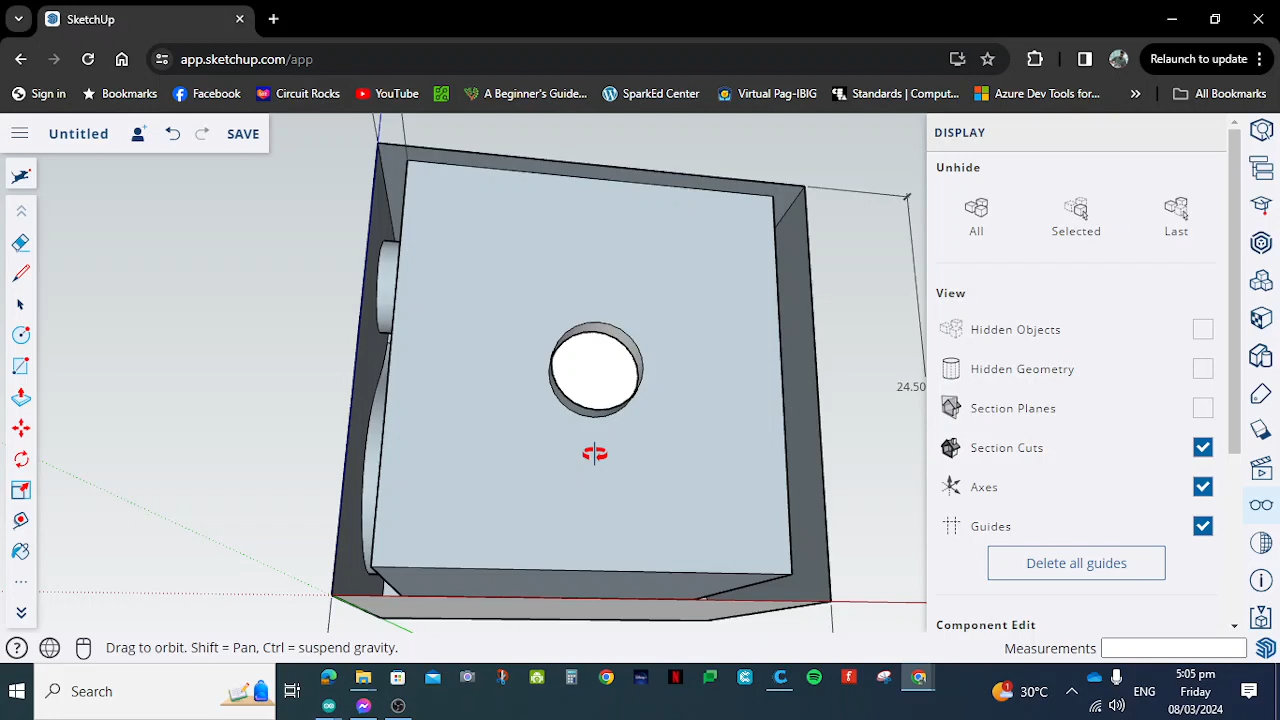 SketchUp
app.sketchup.com/app
Relaunch to update
Sign in
Bookmarks
Facebook
Circuit Rocks
YouTube
A Beginner's Guide...
SparkEd Center
Virtual Pag-IBIG
Standards | Comput...
Azure Dev Tools for...
All Bookmarks
Untitled
SAVE
DISPLAY
Unhide
All
Selected
Last
View
Hidden Objects
Hidden Geometry
Section Planes
Section Cuts
Axes
Guides
Delete all guides
Component Edit
24.50
Drag to orbit. Shift = Pan, Ctrl = suspend gravity.
Measurements
Search
30°C
ENG
5:05 pm
Friday
08/03/2024